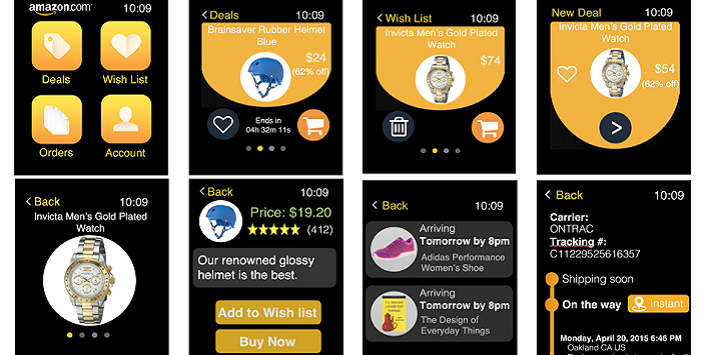 amazon.com 10:09
Deals
Wish List
Orders
Account
< Deals 10:09
Brainsaver Rubber Helmet
Blue
$24
(62% off)
Ends in
04h 32m 11s
< Wish List 10:09
Invicta Men's Gold Plated
Watch
$74
New Deal 10:09
Invicta Men's Gold Plated
Watch
$54
(62% off)
>
< Back 10:09
Invicta Men's Gold Plated
Watch
< Back 10:09
Price: $19.20
(412)
Our renowned glossy
helmet is the best.
Add to Wish list
Buy Now
< Back 10:09
Arriving
Tomorrow by 8pm
Adidas Performance
Women's Shoe
Arriving
Tomorrow by 8pm
The Design of
Everyday Things
< Back 10:09
Carrier:
ONTRAC
Tracking #:
C11229525616357
Shipping soon
On the way
Instant
Monday, April 20, 2015 6:46 PM
Oakland CA US